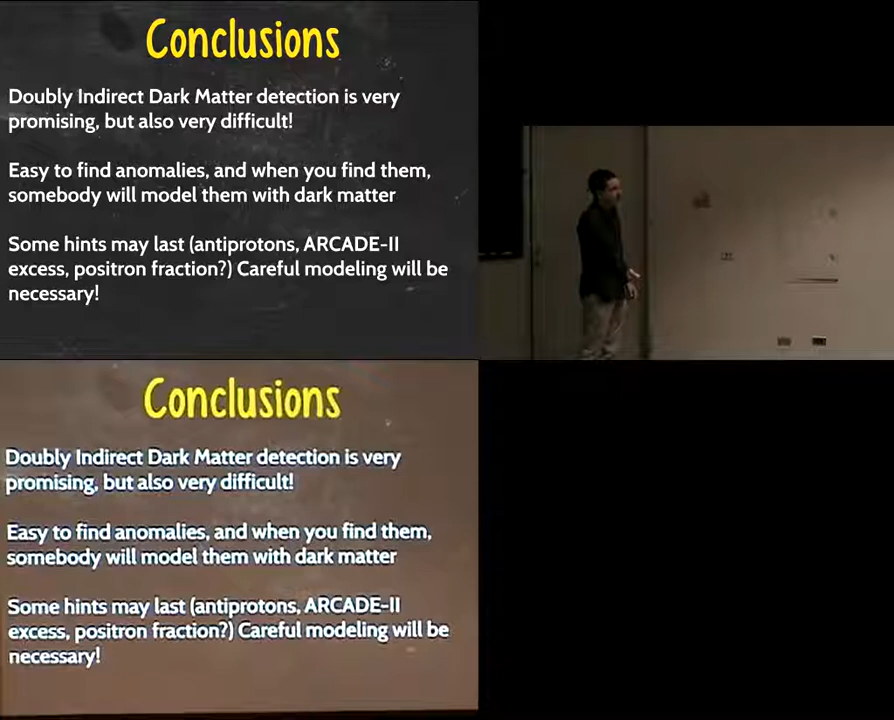 Conclusions
Doubly Indirect Dark Matter detection is very
promising, but also very difficult!
Easy to find anomalies, and when you find them,
somebody will model them with dark matter
Some hints may last (antiprotons, ARCADE-II
excess, positron fraction?) Careful modeling will be
necessary!
Conclusions
Doubly Indirect Dark Matter detection is very
promising, but also very difficult!
Easy to find anomalies, and when you find them,
somebody will model them with dark matter
Some hints may last (antiprotons, ARCADE-II
excess, positron fraction?) Careful modeling will be
necessary!